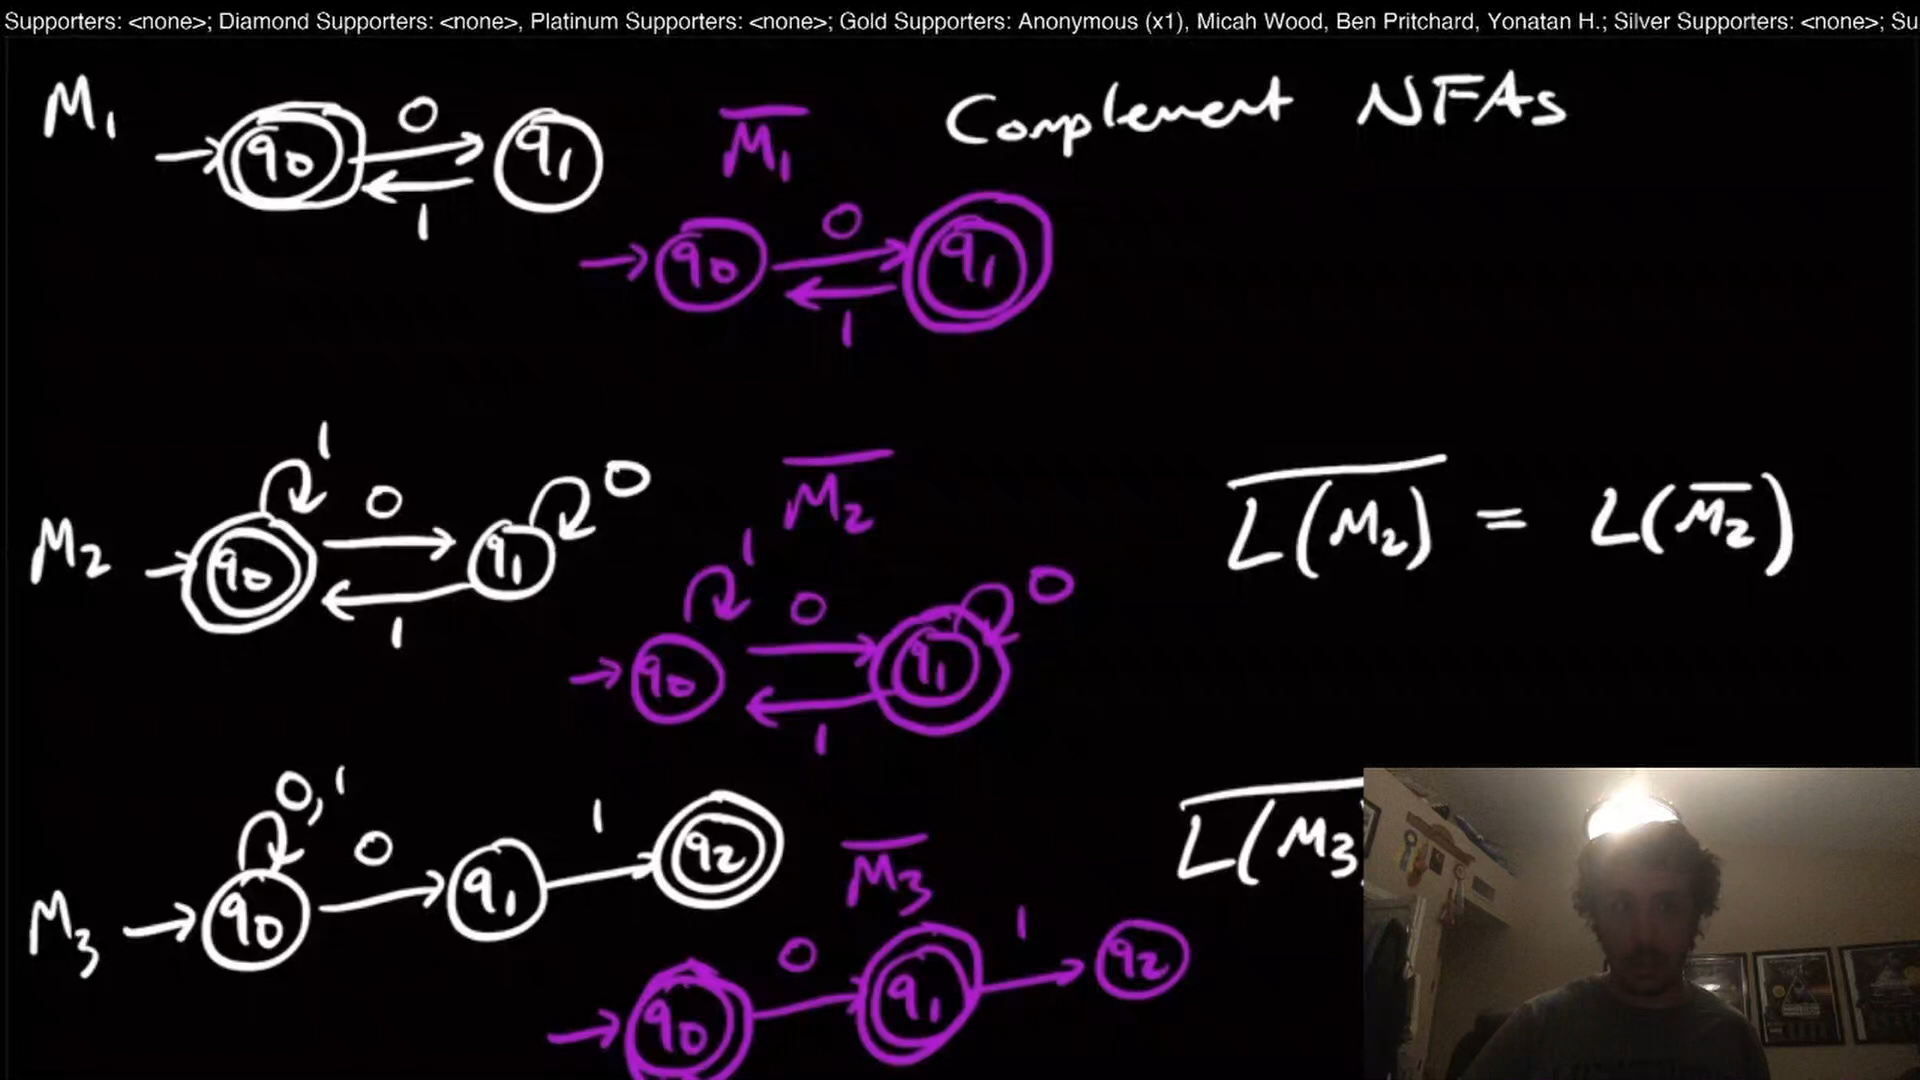 Supporters: <none>; Diamond Supporters: <none>, Platinum Supporters: <none>; Gold Supporters: Anonymous (x1), Micah Wood, Ben Pritchard, Yonatan H.; Silver Supporters: <none>; Su
Complement NFAs
M₁ q₀ 0 q₁ 1
M̅₁
q₀ 0 q₁ 1
M₂ q₀ 1 0 q₁ 0 1
M̅₂
q₀ 1 0 q₁ 0 1
L̅(̅M̅₂̅)̅ = L(M̅₂)
M₃ q₀ 0,1 0 q₁ 1 q₂
M̅₃
q₀ 0 q₁ 1 q₂
L̅(̅M̅₃